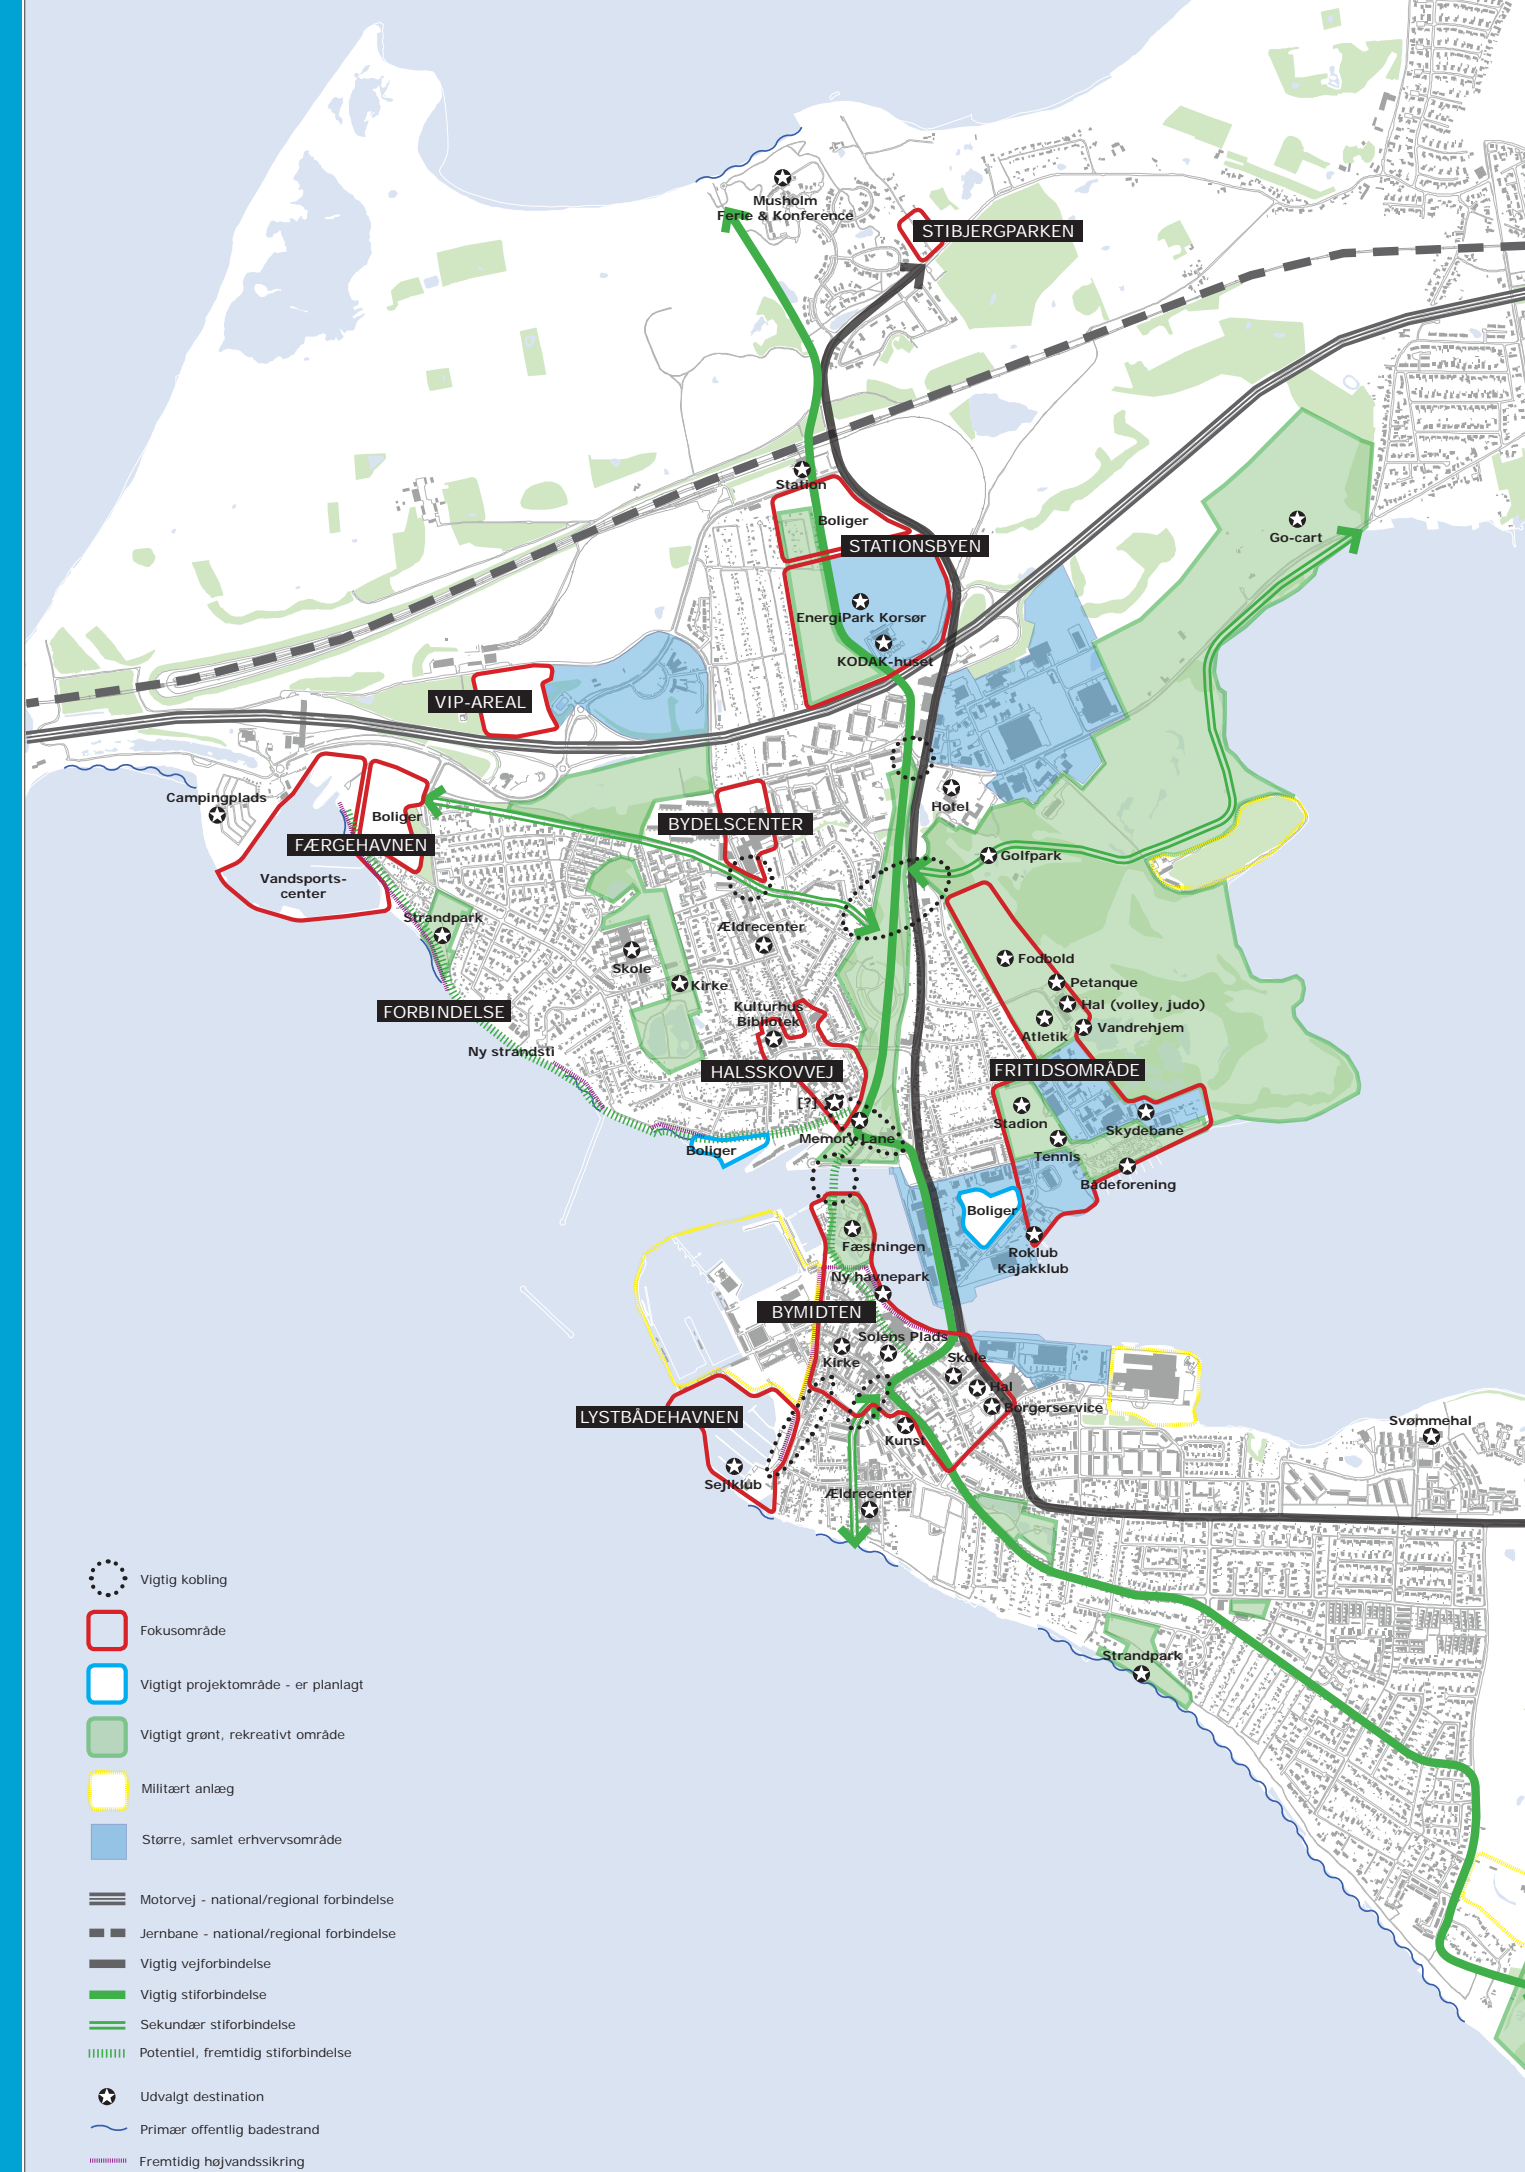 Musholm
Ferie & Konference
STIBJERGPARKEN
Station
Boliger
STATIONSBYEN
Go-cart
EnergiPark Korsør
KODAK-huset
VIP-AREAL
Campingplads
Boliger
FÆRGEHAVNEN
Vandsports-
center
Hotel
BYDELSCENTER
Golfpark
Strandpark
Ældrecenter
Skole
Kirke
Fodbold
Petanque
Hal (volley, judo)
Vandrehjem
Atletik
FORBINDELSE
Kulturhus
Bibliotek
Ny strandsti
HALSSKOVVEJ
FRITIDSOMRÅDE
[?]
Memory Lane
Boliger
Stadion
Skydebane
Tennis
Bådeforening
Boliger
Roklub
Kajakklub
Fæstningen
Ny havnepark
BYMIDTEN
Solens Plads
Kirke
Skole
Hal
Borgerservice
LYSTBÅDEHAVNEN
Kunst
Svømmehal
Sejlklub
Ældrecenter
Strandpark
Vigtig kobling
Fokusområde
Vigtigt projektområde - er planlagt
Vigtigt grønt, rekreativt område
Militært anlæg
Større, samlet erhvervsområde
Motorvej - national/regional forbindelse
Jernbane - national/regional forbindelse
Vigtig vejforbindelse
Vigtig stiforbindelse
Sekundær stiforbindelse
Potentiel, fremtidig stiforbindelse
Udvalgt destination
Primær offentlig badestrand
Fremtidig højvandssikring